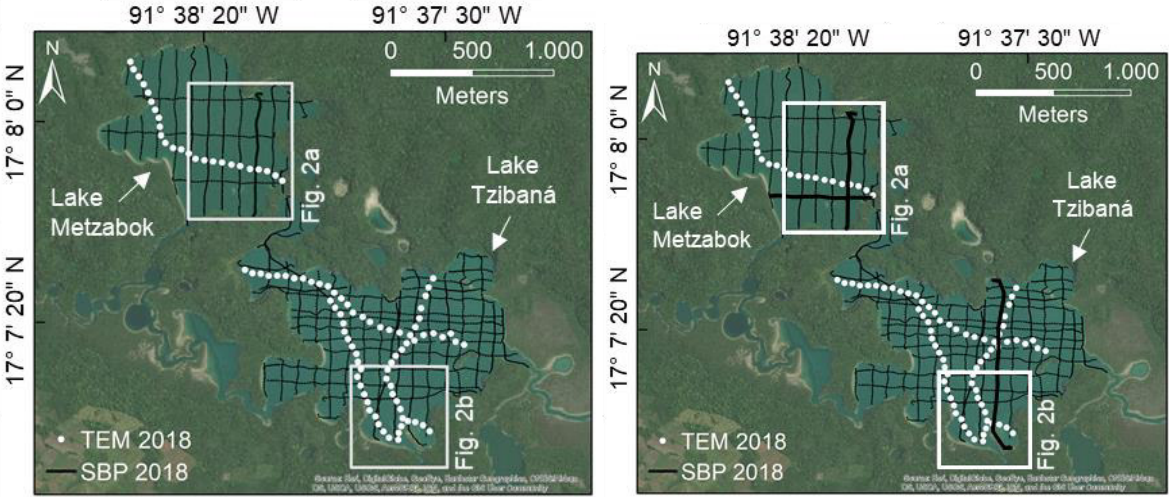 91° 38' 20" W
91° 37' 30" W
N
0 500 1.000
Meters
17° 8' 0" N
17° 7' 20" N
Lake
Metzabok
Fig. 2a
Lake
Tzibaná
Fig. 2b
TEM 2018
SBP 2018
91° 38' 20" W
91° 37' 30" W
N
0 500 1.000
Meters
17° 8' 0" N
17° 7' 20" N
Lake
Metzabok
Fig. 2a
Lake
Tzibaná
Fig. 2b
TEM 2018
SBP 2018